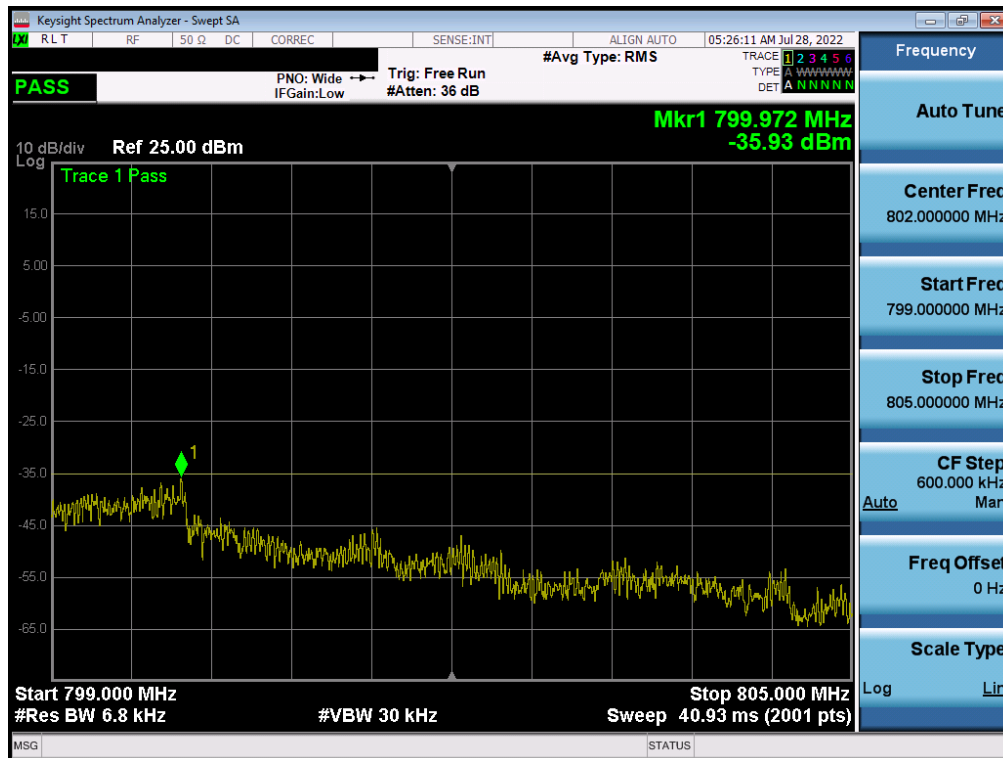 Keysight Spectrum Analyzer - Swept SA
LXI RLT RF 50 Ω DC CORREC SENSE:INT ALIGN AUTO 05:26:11 AM Jul 28, 2022
PASS
PNO: Wide
IFGain:Low
Trig: Free Run
#Atten: 36 dB
#Avg Type: RMS
TRACE 1 2 3 4 5 6
TYPE A WWWWW
DET A N N N N N
Mkr1 799.972 MHz
-35.93 dBm
10 dB/div Ref 25.00 dBm
Log
Trace 1 Pass
15.0
5.00
-5.00
-15.0
-25.0
1
-35.0
-45.0
-55.0
-65.0
Start 799.000 MHz
Stop 805.000 MHz
#Res BW 6.8 kHz
#VBW 30 kHz
Sweep 40.93 ms (2001 pts)
MSG
STATUS
Frequency
Auto Tune
Center Freq
802.000000 MHz
Start Freq
799.000000 MHz
Stop Freq
805.000000 MHz
CF Step
600.000 kHz
Auto Man
Freq Offset
0 Hz
Scale Type
Log Lin